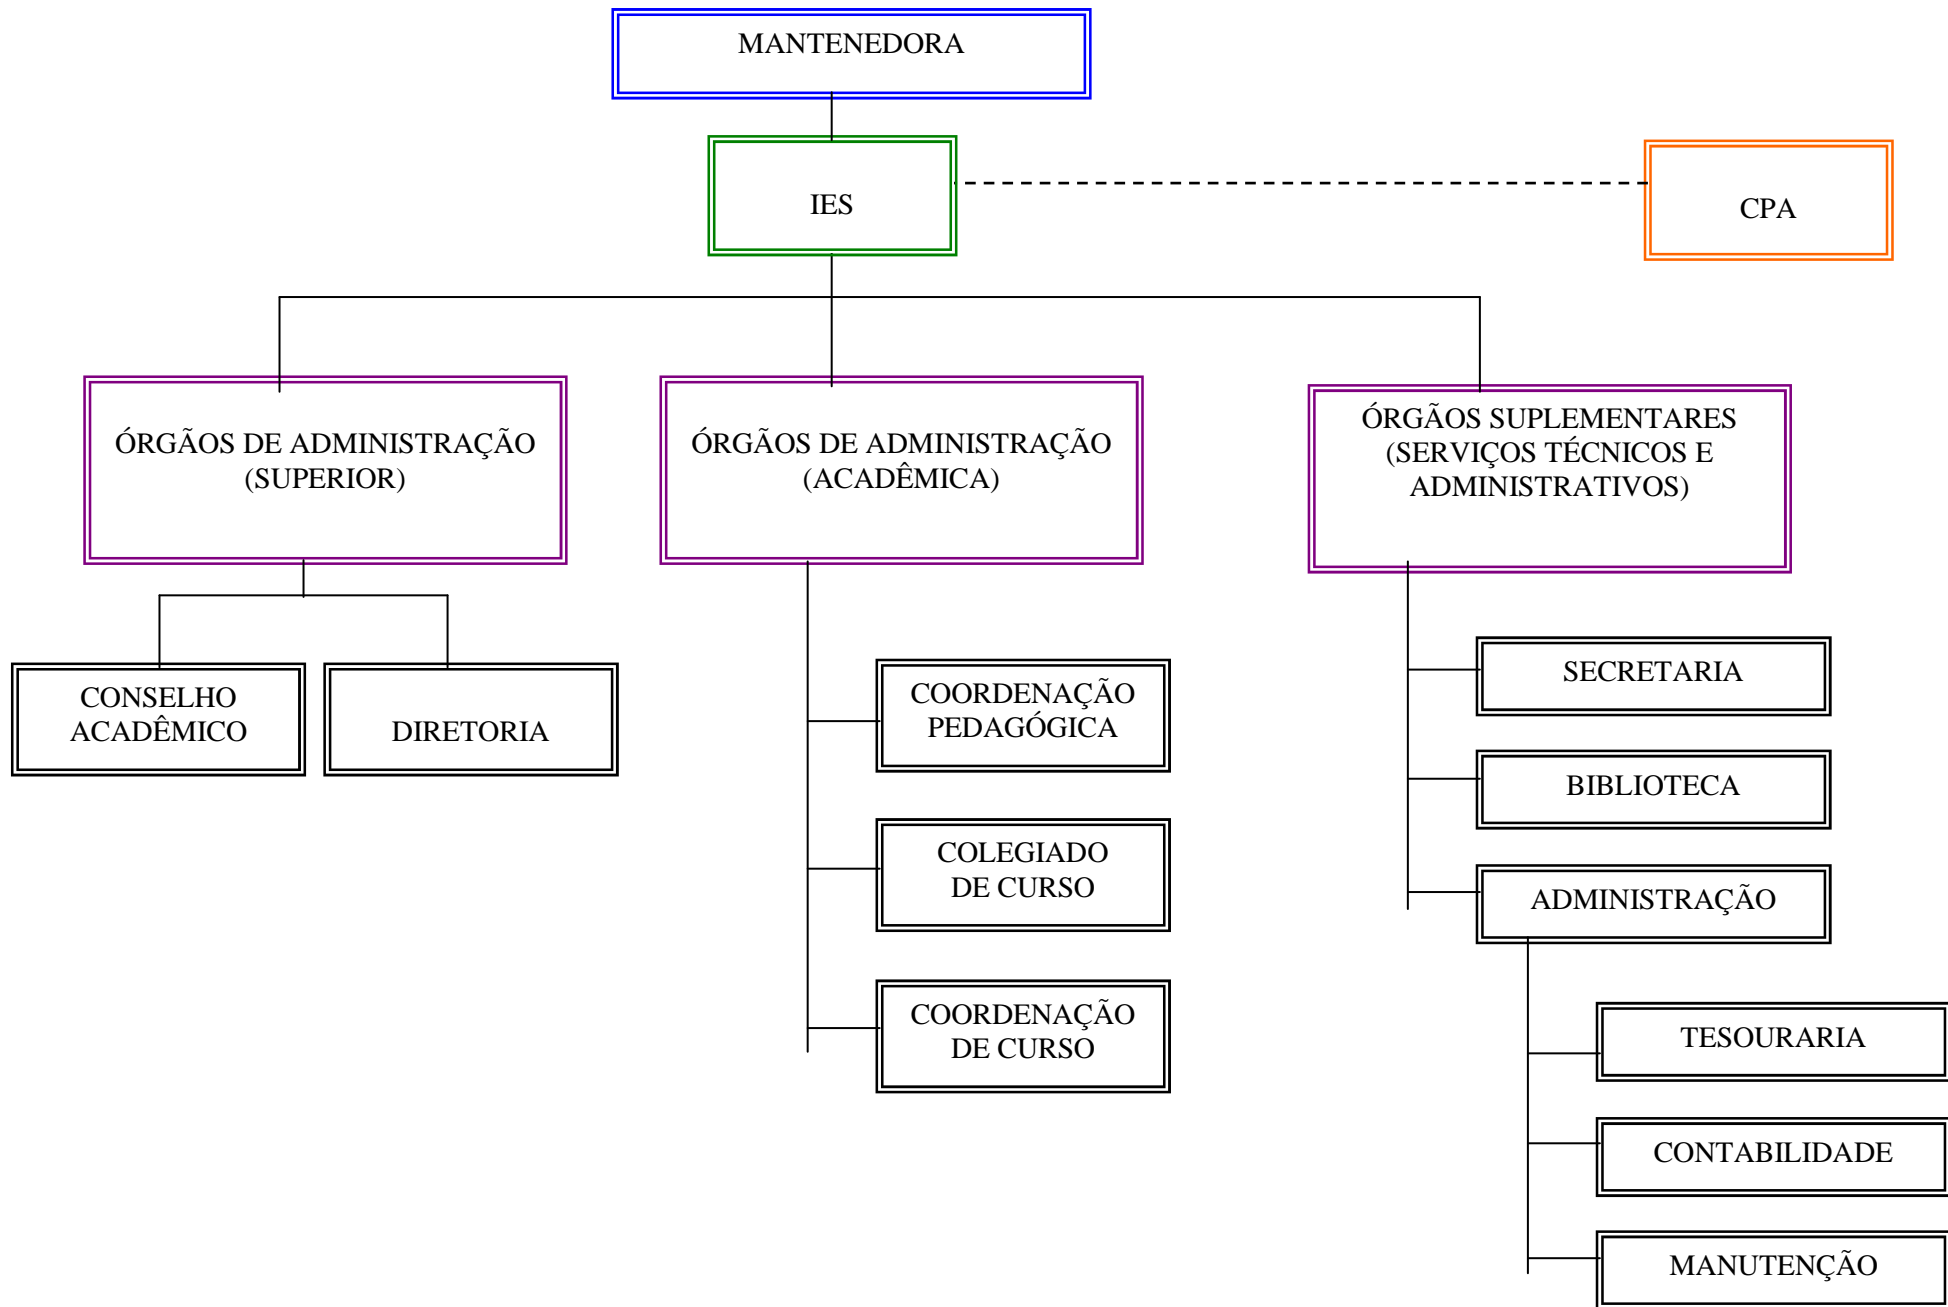 MANTENEDORA
IES
CPA
ÓRGÃOS DE ADMINISTRAÇÃO
(SUPERIOR)
ÓRGÃOS DE ADMINISTRAÇÃO
(ACADÊMICA)
ÓRGÃOS SUPLEMENTARES
(SERVIÇOS TÉCNICOS E
ADMINISTRATIVOS)
CONSELHO
ACADÊMICO
DIRETORIA
COORDENAÇÃO
PEDAGÓGICA
COLEGIADO
DE CURSO
COORDENAÇÃO
DE CURSO
SECRETARIA
BIBLIOTECA
ADMINISTRAÇÃO
TESOURARIA
CONTABILIDADE
MANUTENÇÃO